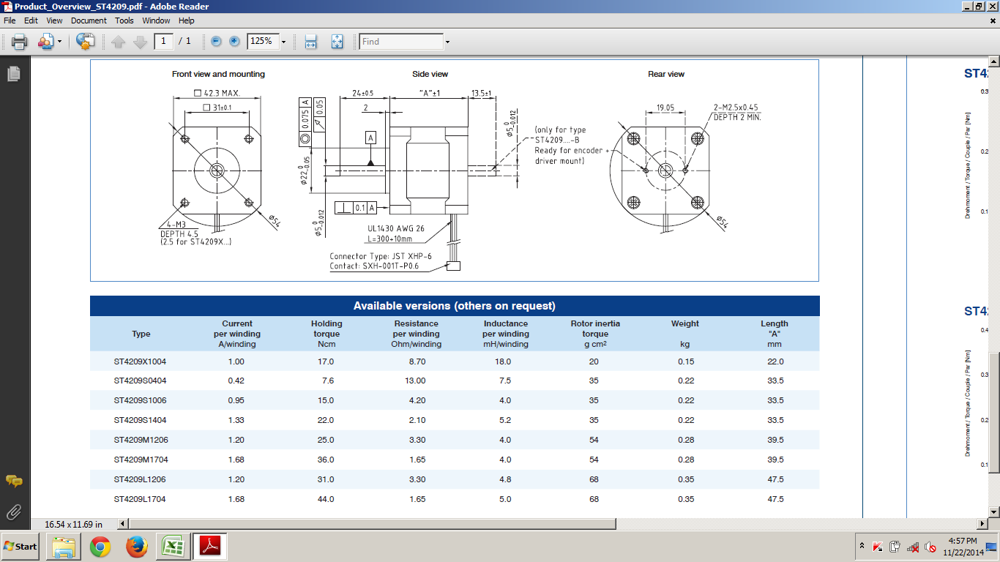 Product_Overview_ST4209.pdf - Adobe Reader
File Edit View Document Tools Window Help
1 / 1 125% Find
Front view and mounting Side view Rear view
□ 42.3 MAX.
□ 31±0.1
4-M3
DEPTH 4.5
(2.5 for ST4209X...)
ø54
24±0.5 "A"±1 13.5±1
2
◎ 0.075 A
0.05
A
ø22 0 -0.05
ø5 0 -0.012
⊥ 0.1 A
ø5 0 -0.012
(only for type
ST4209....-B
Ready for encoder +
driver mount)
UL1430 AWG 26
L=300+10mm
Connector Type: JST XHP-6
Contact: SXH-001T-P0.6
19.05
2-M2.5x0.45
DEPTH 2 MIN.
ø54
Available versions (others on request)
Type Current per winding A/winding Holding torque Ncm Resistance per winding Ohm/winding Inductance per winding mH/winding Rotor inertia torque g cm² Weight kg Length "A" mm
ST4209X1004 1.00 17.0 8.70 18.0 20 0.15 22.0
ST4209S0404 0.42 7.6 13.00 7.5 35 0.22 33.5
ST4209S1006 0.95 15.0 4.20 4.0 35 0.22 33.5
ST4209S1404 1.33 22.0 2.10 5.2 35 0.22 33.5
ST4209M1206 1.20 25.0 3.30 4.0 54 0.28 39.5
ST4209M1704 1.68 36.0 1.65 4.0 54 0.28 39.5
ST4209L1206 1.20 31.0 3.30 4.8 68 0.35 47.5
ST4209L1704 1.68 44.0 1.65 5.0 68 0.35 47.5
ST42
0.3
0.2
0.1
Drehmoment / Torque / Couple / Par [Nm]
ST42
0.4
0.3
0.2
0.1
Drehmoment / Torque / Couple / Par [Nm]
16.54 x 11.69 in
Start
4:57 PM
11/22/2014